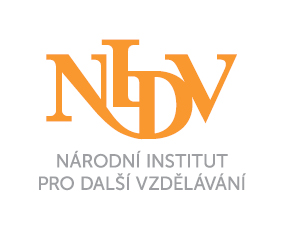 NIDV
NÁRODNÍ INSTITUT
PRO DALŠÍ VZDĚLÁVÁNÍ